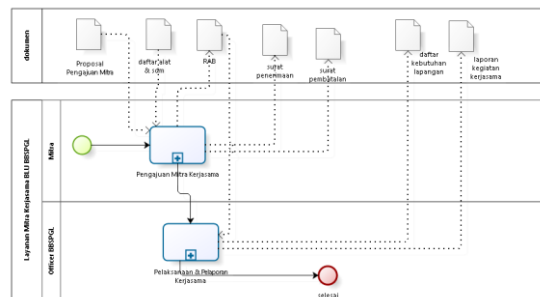 dokumen
Proposal
Pengajuan Mitra
daftar alat
& sdm
RAB
surat
penerimaan
surat
pembatalan
daftar
kebutuhan
lapangan
laporan
kegiatan
kerjasama
Layanan Mitra Kerjasama BLU BBSPGL
Mitra
Pengajuan Mitra Kerjasama
Officer BBSPGL
Pelaksanaan & Pelaporan
Kerjasama
selesai